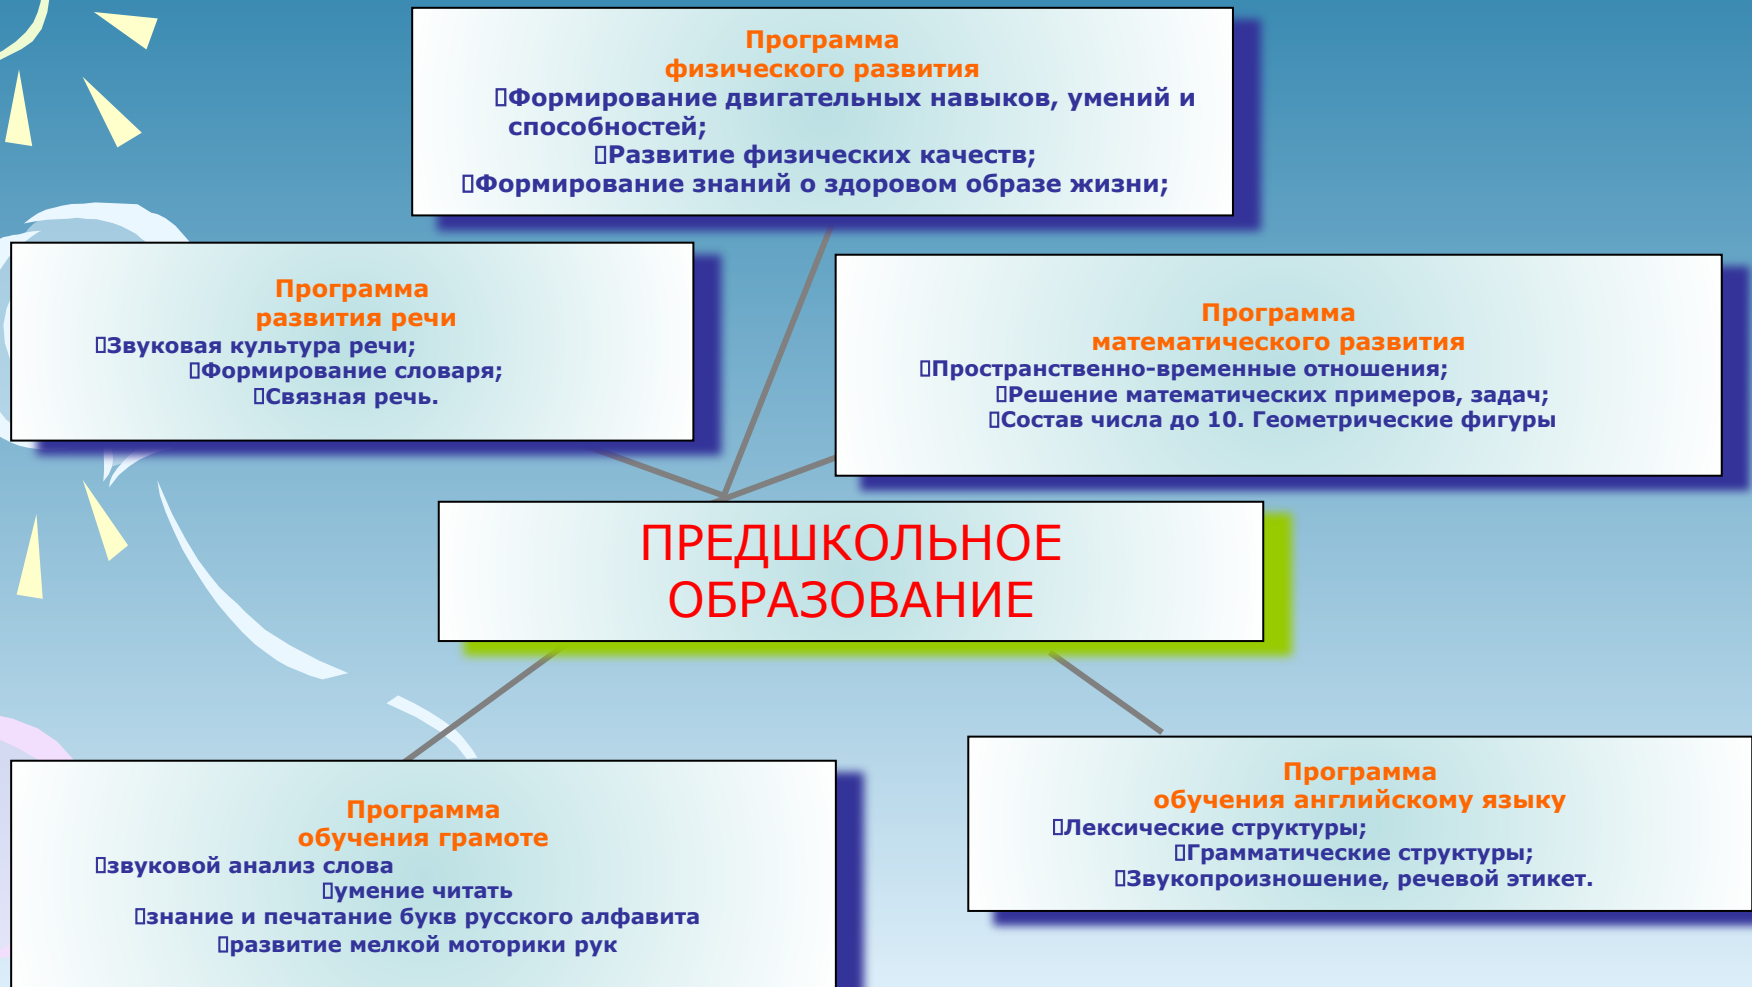 Программа
физического развития
Формирование двигательных навыков, умений и
способностей;
Развитие физических качеств;
Формирование знаний о здоровом образе жизни;
Программа
развития речи
Звуковая культура речи;
Формирование словаря;
Связная речь.
Программа
математического развития
Пространственно-временные отношения;
Решение математических примеров, задач;
Состав числа до 10. Геометрические фигуры
ПРЕДШКОЛЬНОЕ
ОБРАЗОВАНИЕ
Программа
обучения грамоте
звуковой анализ слова
умение читать
знание и печатание букв русского алфавита
развитие мелкой моторики рук
Программа
обучения английскому языку
Лексические структуры;
Грамматические структуры;
Звукопроизношение, речевой этикет.